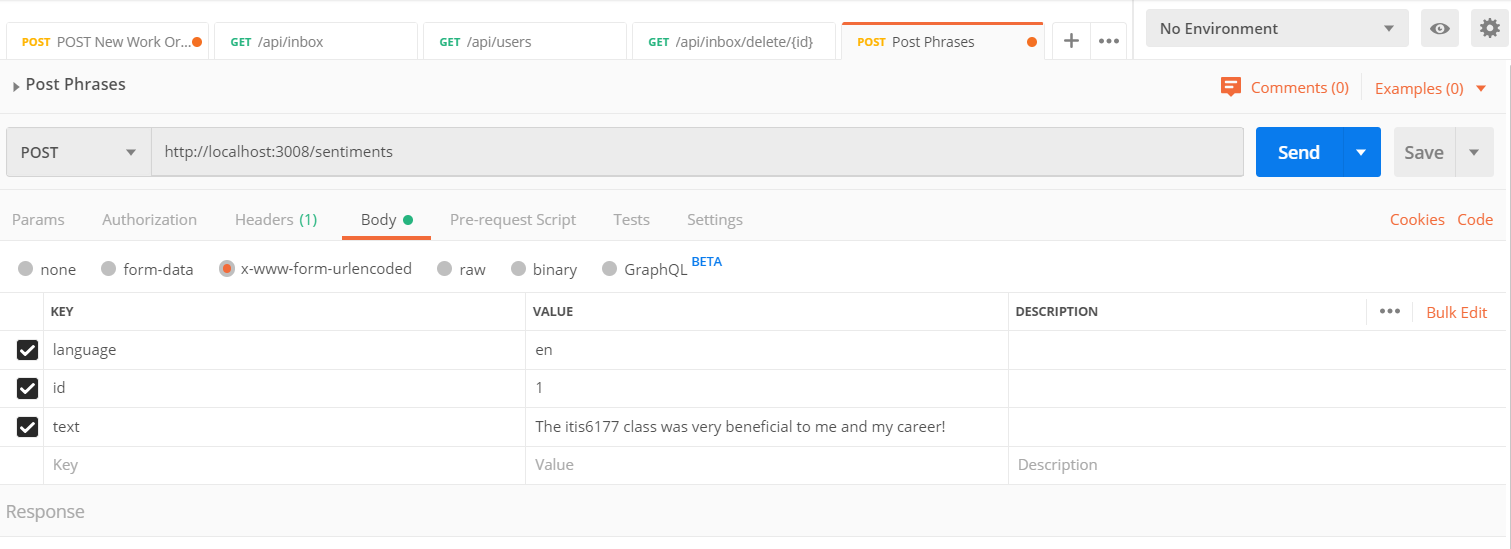 POST POST New Work Or... GET /api/inbox GET /api/users GET /api/inbox/delete/{id} POST Post Phrases No Environment
Post Phrases Comments (0) Examples (0)
POST http://localhost:3008/sentiments Send Save
Params Authorization Headers (1) Body Pre-request Script Tests Settings Cookies Code
none form-data x-www-form-urlencoded raw binary GraphQL BETA
KEY VALUE DESCRIPTION Bulk Edit
language en
id 1
text The itis6177 class was very beneficial to me and my career!
Key Value Description
Response